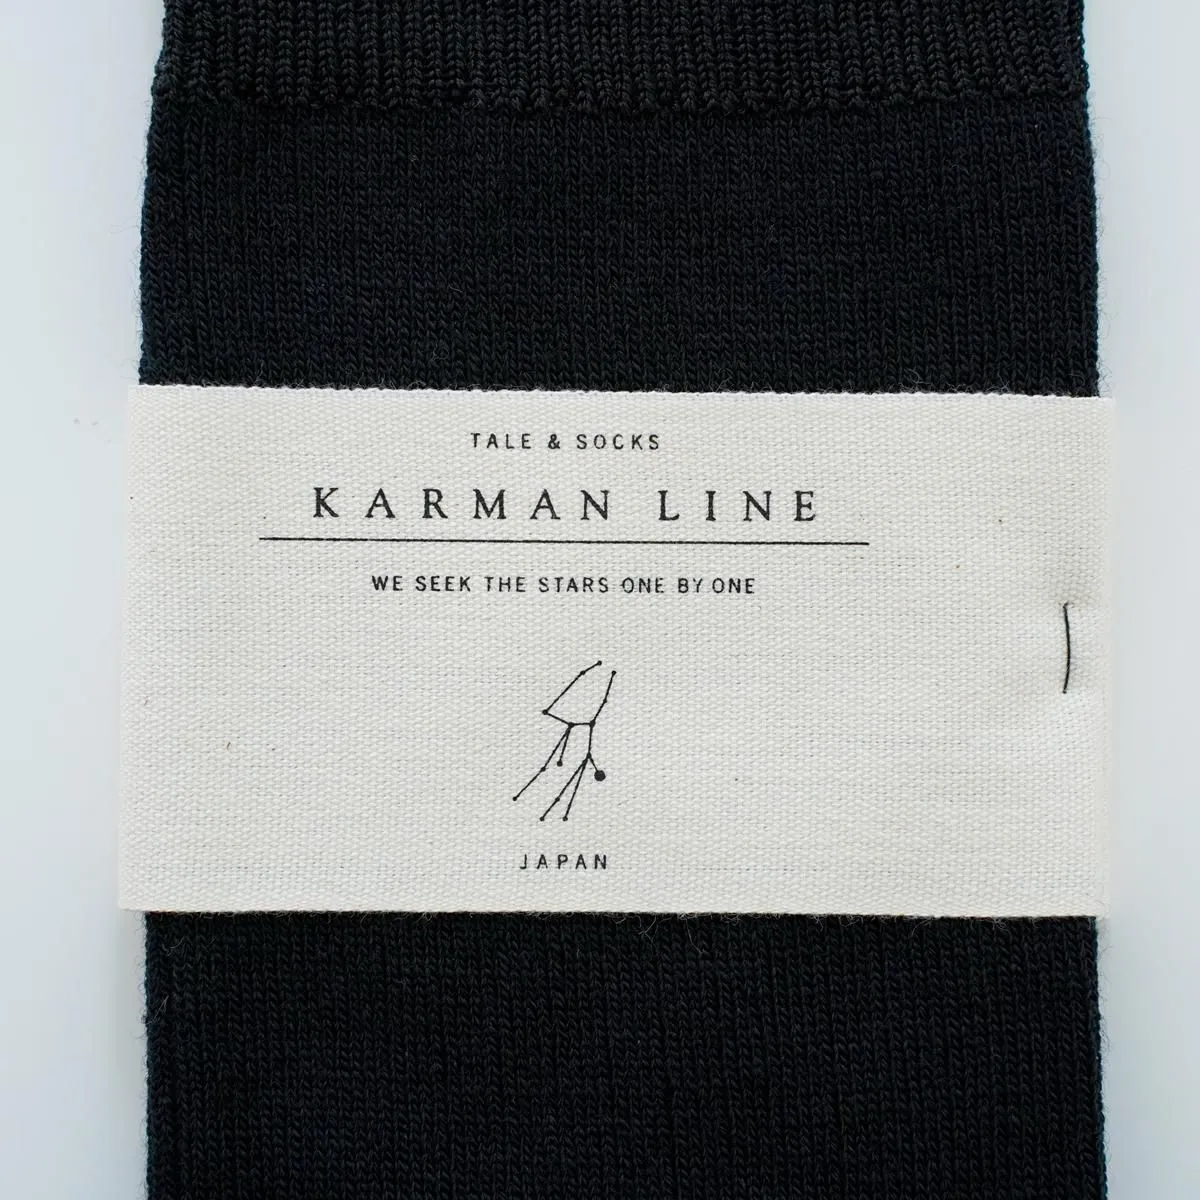 TALE & SOCKS
KARMAN LINE
WE SEEK THE STARS ONE BY ONE
JAPAN